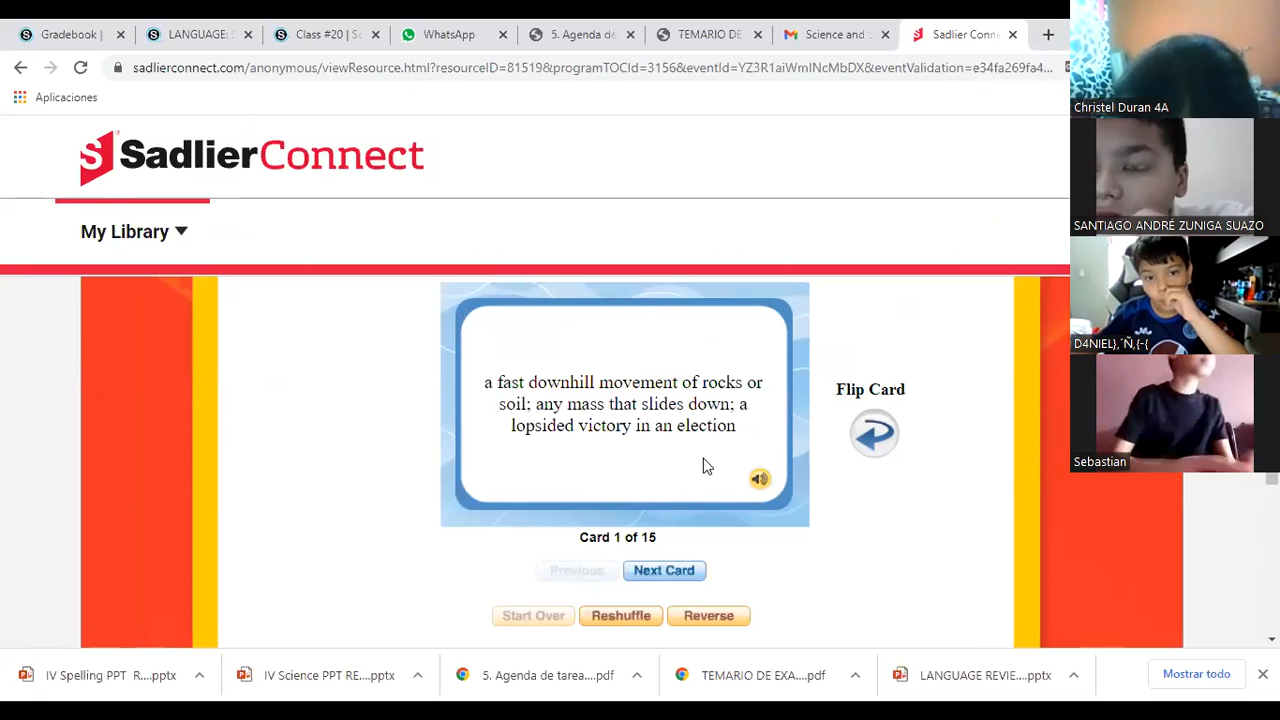 Gradebook |
LANGUAGE:
Class #20 | Sc
WhatsApp
5. Agenda de
TEMARIO DE
Science and
Sadlier Conne
sadlierconnect.com/anonymous/viewResource.html?resourceID=81519&programTOCId=3156&eventId=YZ3R1aiWmINcMbDX&eventValidation=e34fa269fa4...
Aplicaciones
SadlierConnect
My Library
a fast downhill movement of rocks or
soil; any mass that slides down; a
lopsided victory in an election
Flip Card
Card 1 of 15
Previous
Next Card
Start Over
Reshuffle
Reverse
Christel Duran 4A
SANTIAGO ANDRÉ ZUNIGA SUAZO
D4NIEL},´Ñ,{-{
Sebastian
IV Spelling PPT R....pptx
IV Science PPT RE....pptx
5. Agenda de tarea....pdf
TEMARIO DE EXA....pdf
LANGUAGE REVIE....pptx
Mostrar todo